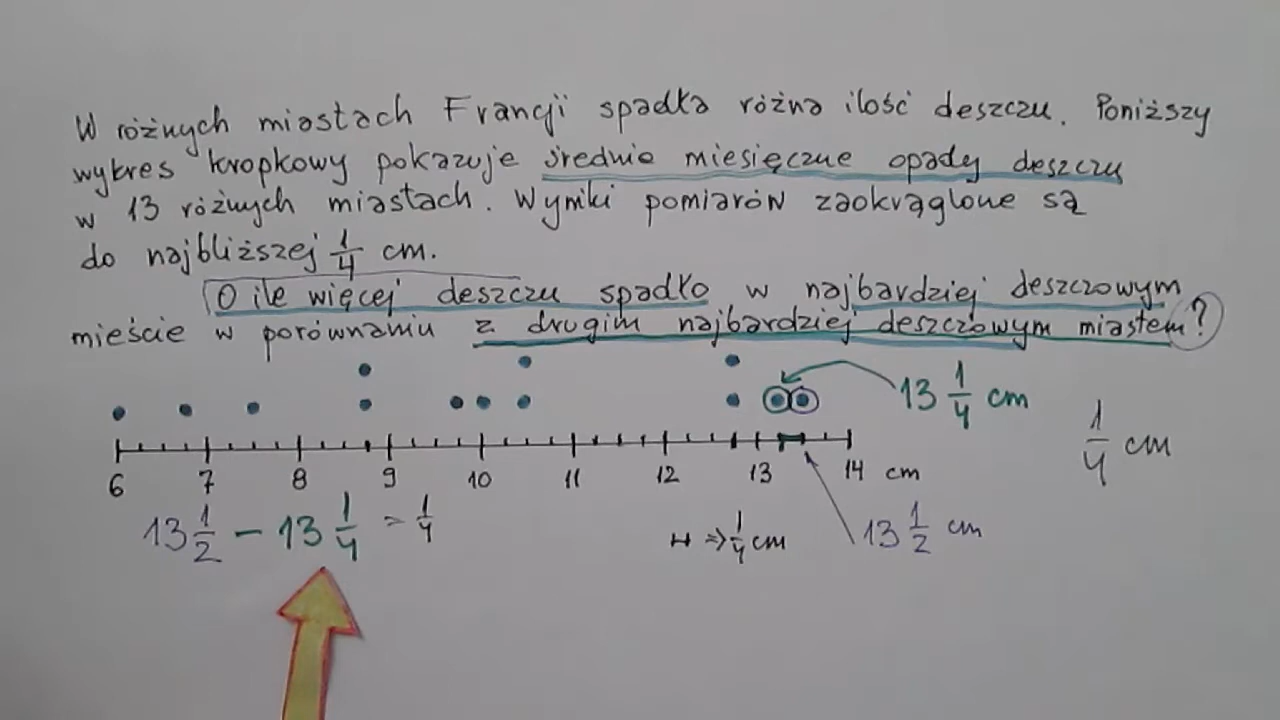 W różnych miastach Francji spadła różna ilość deszczu. Poniższy
wykres kropkowy pokazuje średnie miesięczne opady deszczu
w 13 różnych miastach. Wyniki pomiarów zaokrąglone są
do najbliższej 1/4 cm.
O ile więcej deszczu spadło w najbardziej deszczowym
mieście w porównaniu z drugim najbardziej deszczowym miastem?
13 1/4 cm
1/4 cm
6 7 8 9 10 11 12 13 14 cm
13 1/2 - 13 1/4 = 1/4
H => 1/4 cm
13 1/2 cm